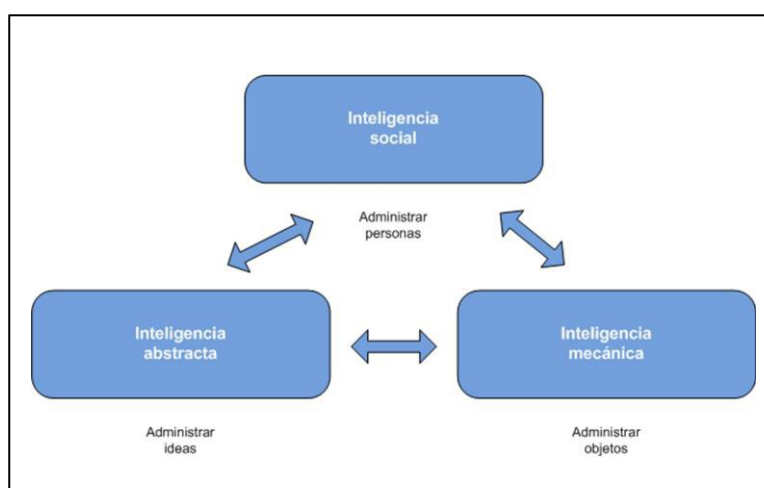 Inteligencia
social
Administrar
personas
Inteligencia
abstracta
Inteligencia
mecánica
Administrar
ideas
Administrar
objetos